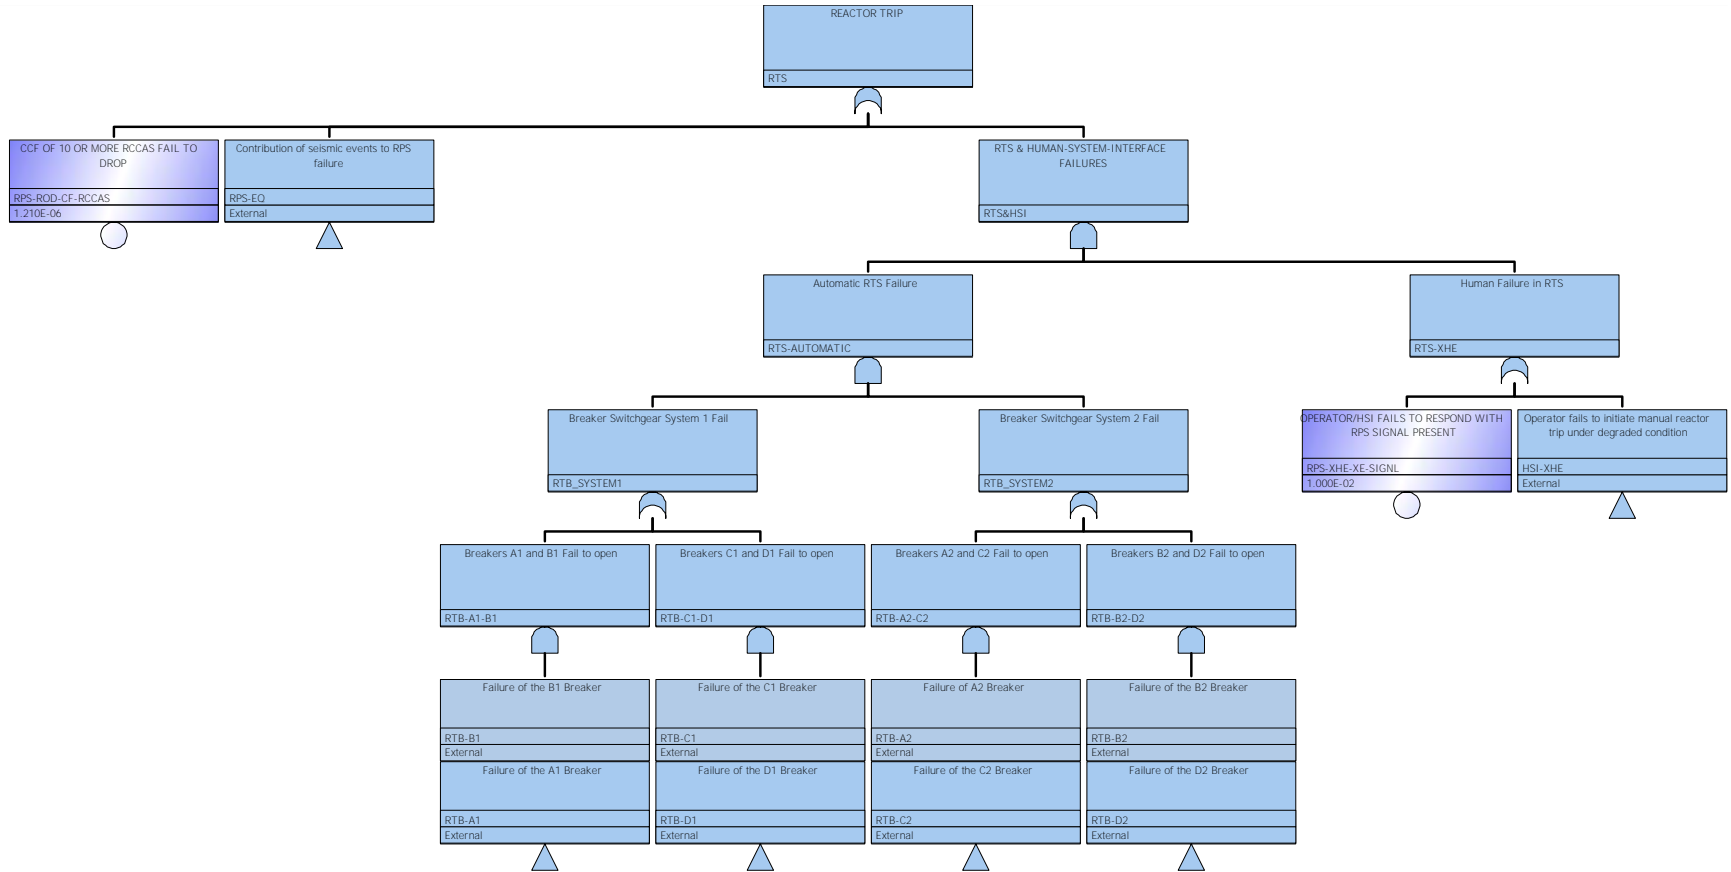 REACTOR TRIP
RTS
CCF OF 10 OR MORE RCCAS FAIL TO
DROP
RPS-ROD-CF-RCCAS
1.210E-06
Contribution of seismic events to RPS
failure
RPS-EQ
External
RTS & HUMAN-SYSTEM-INTERFACE
FAILURES
RTS&HSI
Automatic RTS Failure
RTS-AUTOMATIC
Human Failure in RTS
RTS-XHE
Breaker Switchgear System 1 Fail
RTB_SYSTEM1
Breaker Switchgear System 2 Fail
RTB_SYSTEM2
OPERATOR/HSI FAILS TO RESPOND WITH
RPS SIGNAL PRESENT
RPS-XHE-XE-SIGNL
1.000E-02
Operator fails to initiate manual reactor
trip under degraded condition
HSI-XHE
External
Breakers A1 and B1 Fail to open
RTB-A1-B1
Breakers C1 and D1 Fail to open
RTB-C1-D1
Breakers A2 and C2 Fail to open
RTB-A2-C2
Breakers B2 and D2 Fail to open
RTB-B2-D2
Failure of the B1 Breaker
RTB-B1
External
Failure of the C1 Breaker
RTB-C1
External
Failure of A2 Breaker
RTB-A2
External
Failure of the B2 Breaker
RTB-B2
External
Failure of the A1 Breaker
RTB-A1
External
Failure of the D1 Breaker
RTB-D1
External
Failure of the C2 Breaker
RTB-C2
External
Failure of the D2 Breaker
RTB-D2
External